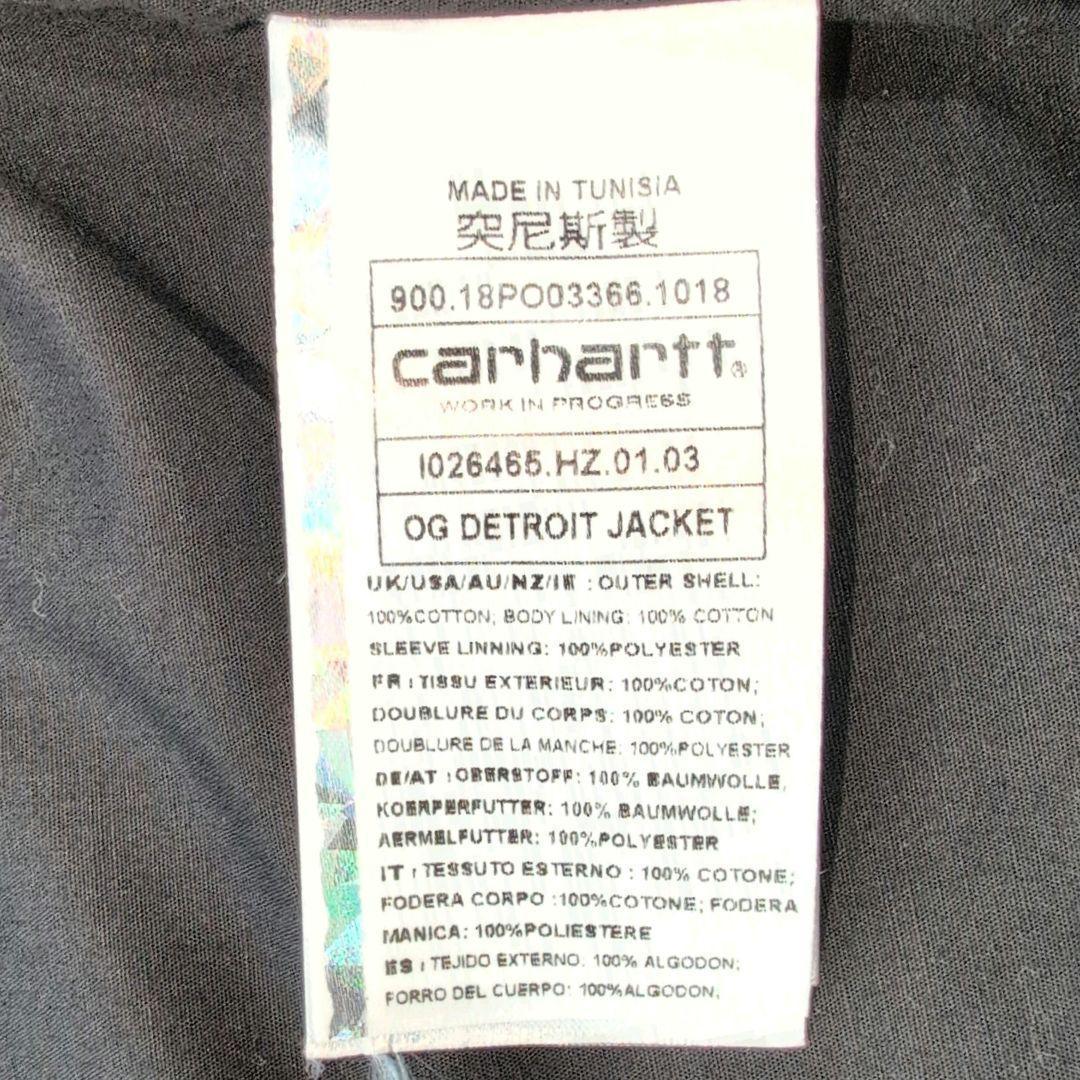 MADE IN TUNISIA
突尼斯製
900.18PO03366.1018
carhartt®
WORK IN PROGRESS
I026465.HZ.01.03
OG DETROIT JACKET
UK/USA/AU/NZ/IE : OUTER SHELL:
100%COTTON; BODY LINING: 100% COTTON
SLEEVE LINNING: 100%POLYESTER
FR : TISSU EXTERIEUR: 100%COTON;
DOUBLURE DU CORPS: 100% COTON;
DOUBLURE DE LA MANCHE: 100%POLYESTER
DE/AT : OBERSTOFF: 100% BAUMWOLLE,
KOERPERFUTTER: 100% BAUMWOLLE;
AERMELFUTTER: 100%POLYESTER
IT : TESSUTO ESTERNO : 100% COTONE;
FODERA CORPO :100%COTONE; FODERA
MANICA: 100%POLIESTERE
ES : TEJIDO EXTERNO: 100% ALGODON;
FORRO DEL CUERPO: 100%ALGODON,